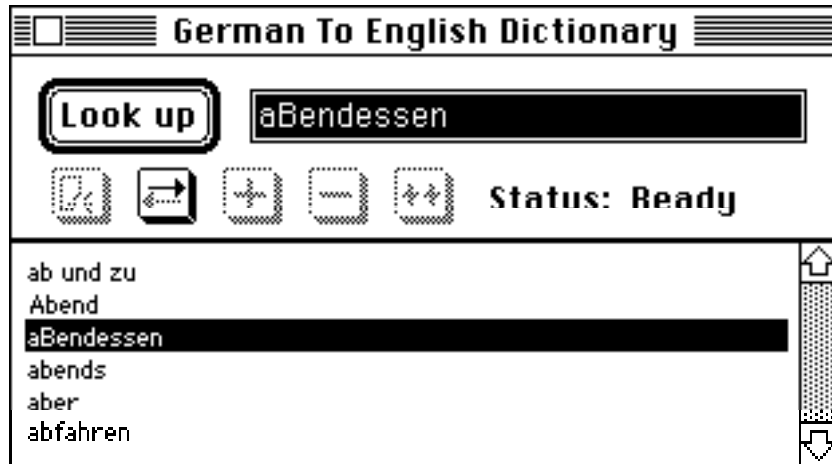 German To English Dictionary
Look up
aBendessen
Status: Ready
ab und zu
Abend
aBendessen
abends
aber
abfahren